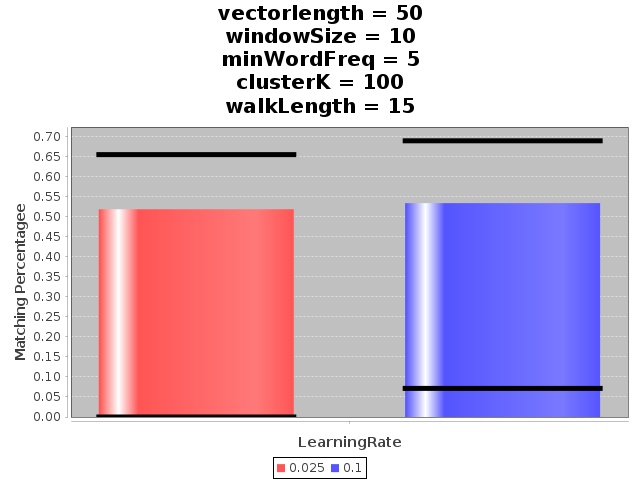 vectorlength = 50
windowSize = 10
minWordFreq = 5
clusterK = 100
walkLength = 15
Matching Percentagee
0.70
0.65
0.60
0.55
0.50
0.45
0.40
0.35
0.30
0.25
0.20
0.15
0.10
0.05
0.00
LearningRate
0.025 0.1